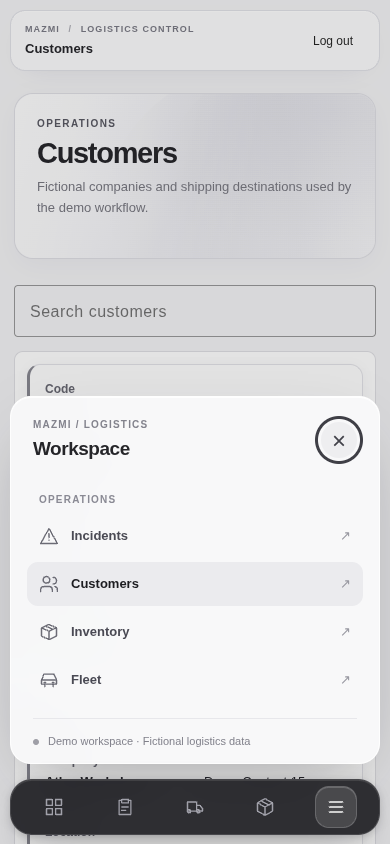 MAZMI / LOGISTICS CONTROL
Customers
Log out
OPERATIONS
Customers
Fictional companies and shipping destinations used by
the demo workflow.
Search customers
Code
MAZMI / LOGISTICS
Workspace
OPERATIONS
Incidents ↗
Customers ↗
Inventory ↗
Fleet ↗
Demo workspace · Fictional logistics data